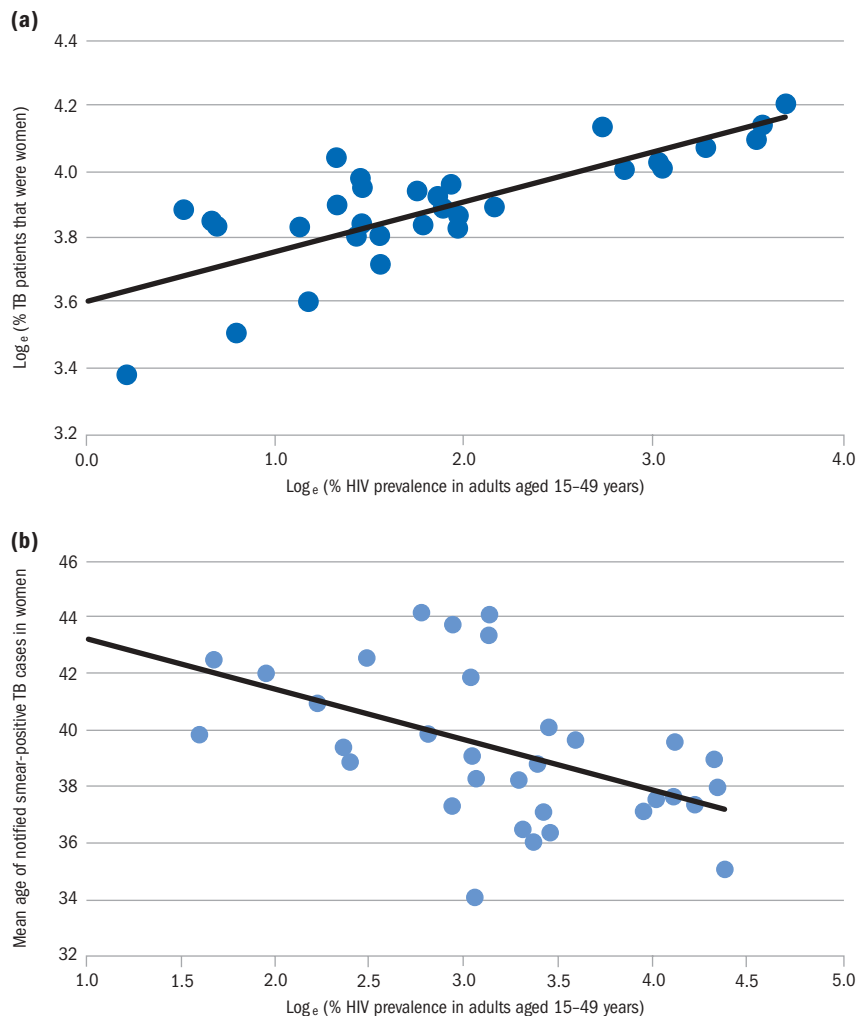 (a)
4.4
4.2
4.0
3.8
3.6
3.4
3.2
Log e (% TB patients that were women)
0.0 1.0 2.0 3.0 4.0
Log e (% HIV prevalence in adults aged 15–49 years)
(b)
46
44
42
40
38
36
34
32
Mean age of notified smear-positive TB cases in women
1.0 1.5 2.0 2.5 3.0 3.5 4.0 4.5 5.0
Log e (% HIV prevalence in adults aged 15–49 years)